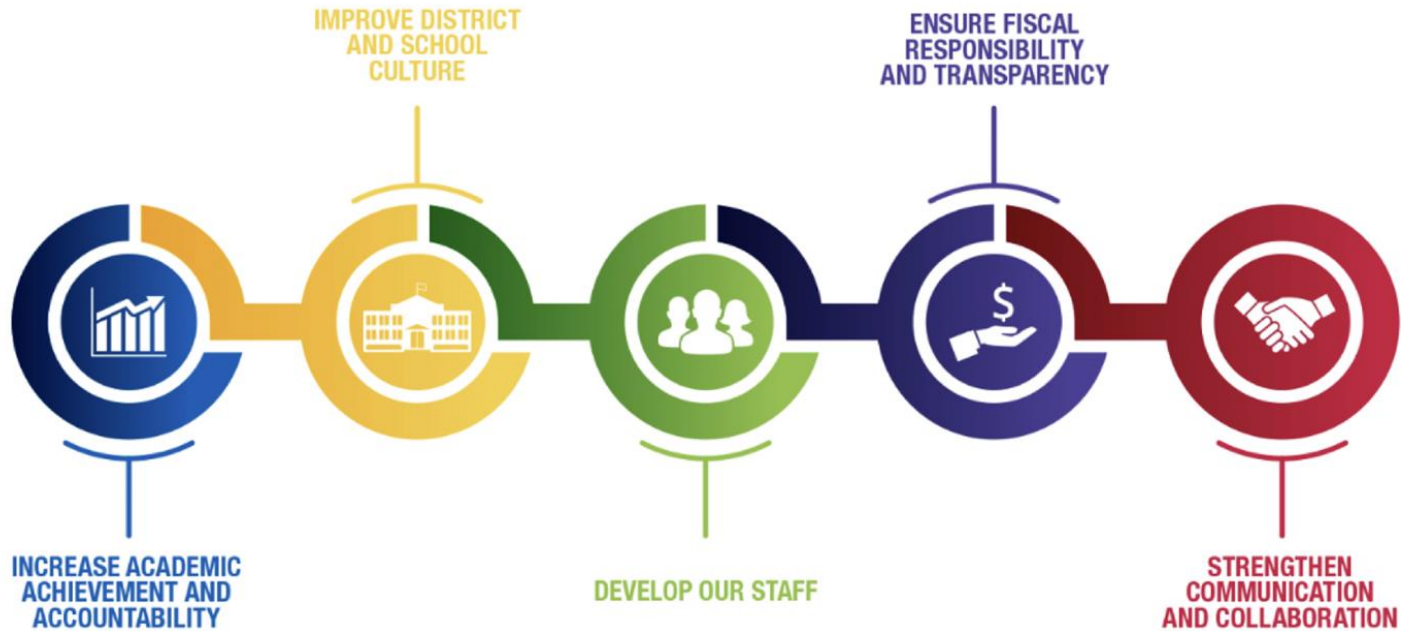 IMPROVE DISTRICT
AND SCHOOL
CULTURE
ENSURE FISCAL
RESPONSIBILITY
AND TRANSPARENCY
$
INCREASE ACADEMIC
ACHIEVEMENT AND
ACCOUNTABILITY
DEVELOP OUR STAFF
STRENGTHEN
COMMUNICATION
AND COLLABORATION